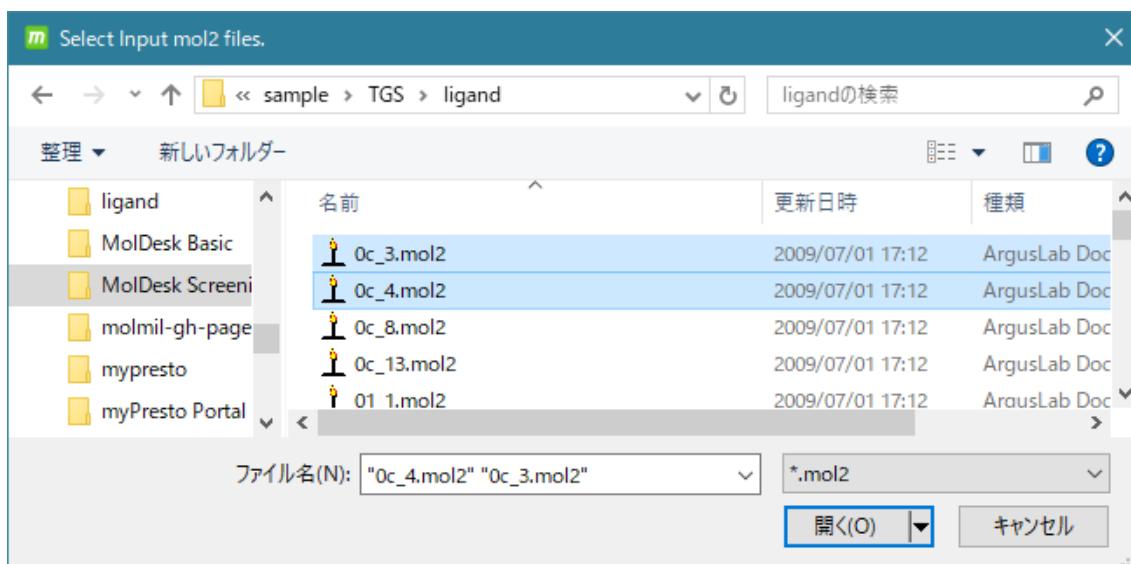 Select Input mol2 files.
« sample > TGS > ligand
ligandの検索
整理
新しいフォルダー
ligand
MolDesk Basic
MolDesk Screeni
molmil-gh-page
mypresto
myPresto Portal
名前 更新日時 種類
0c_3.mol2 2009/07/01 17:12 ArgusLab Doc
0c_4.mol2 2009/07/01 17:12 ArgusLab Doc
0c_8.mol2 2009/07/01 17:12 ArgusLab Doc
0c_13.mol2 2009/07/01 17:12 ArgusLab Doc
01_1.mol2 2009/07/01 17:12 ArgusLab Doc
ファイル名(N): "0c_4.mol2" "0c_3.mol2"
*.mol2
開く(O)
キャンセル